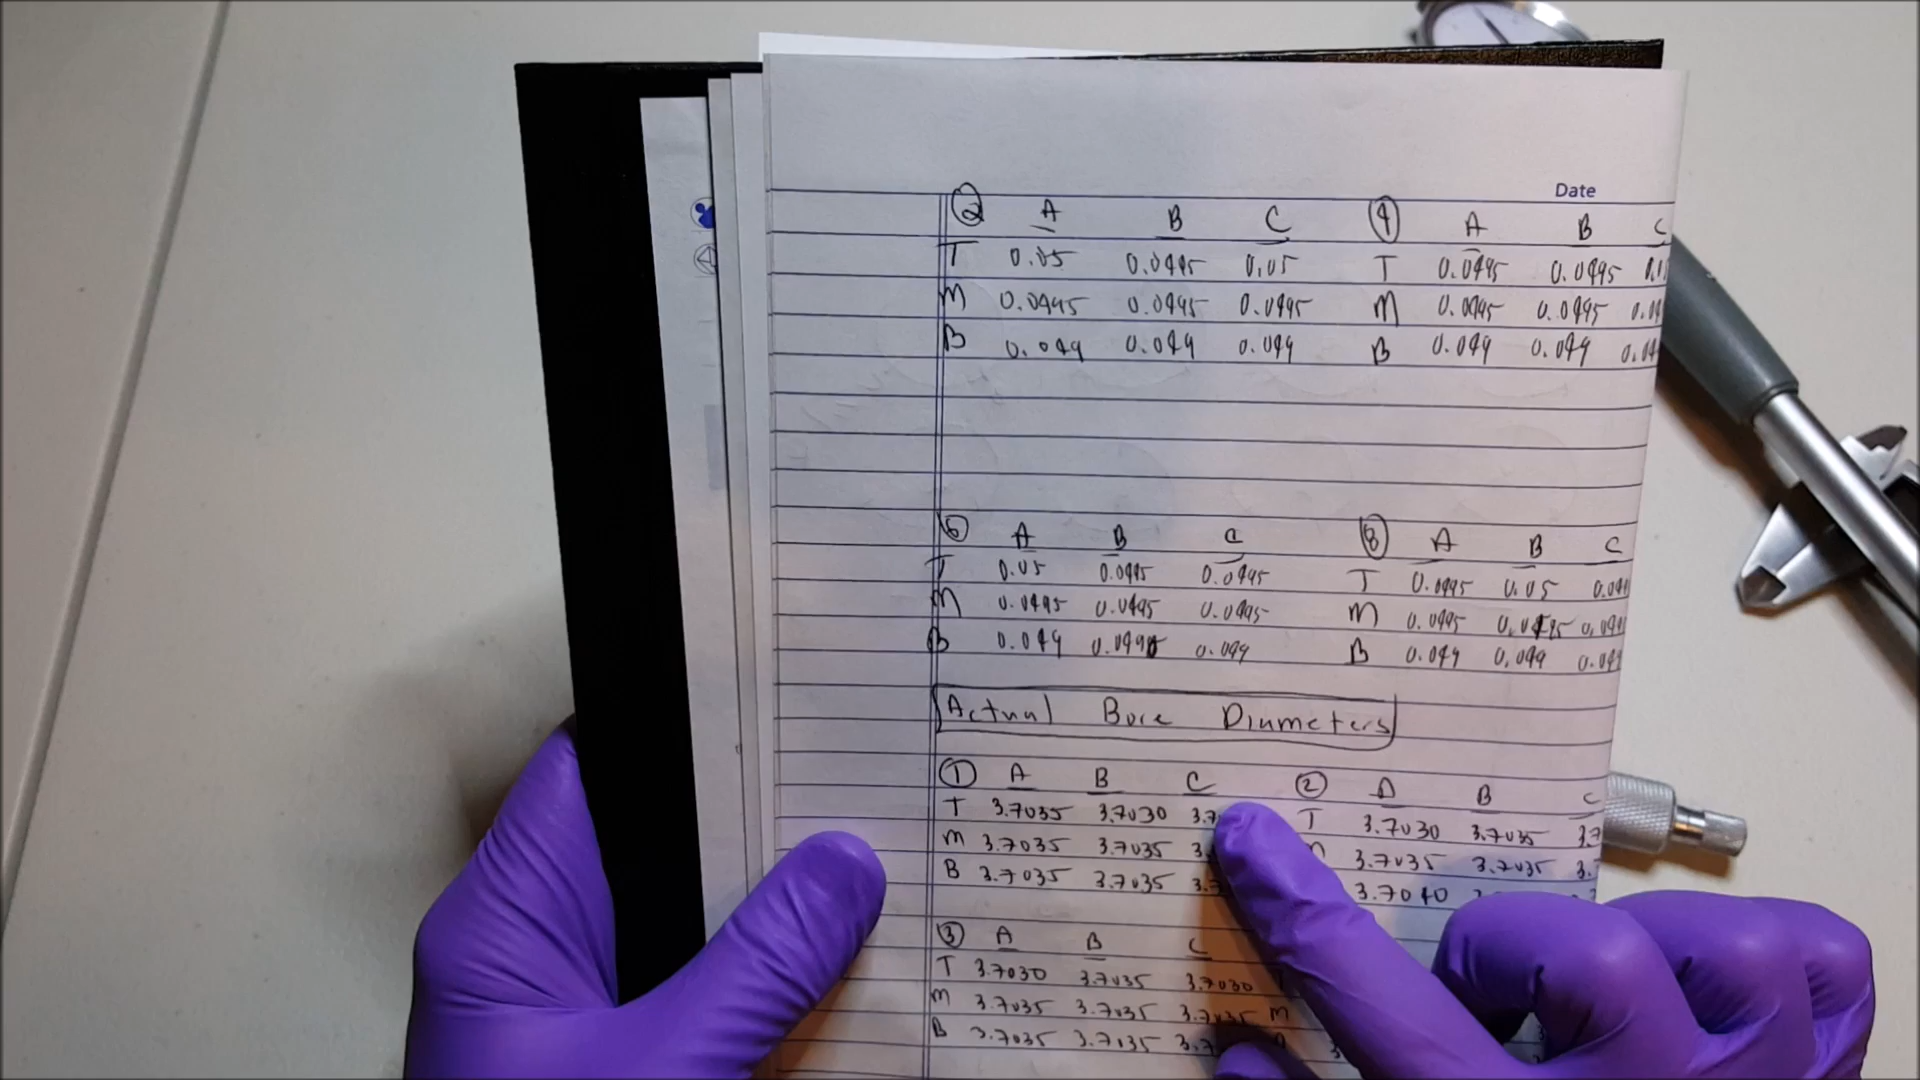 Date
② A B C ④ A B C
T 0.05 0.0495 0.05 T 0.0495 0.0495
M 0.0495 0.0495 0.0495 M 0.0495 0.0495
B 0.049 0.049 0.049 B 0.049 0.049
⑥ A B C ⑧ A B C
T 0.05 0.0495 0.0495 T 0.0495 0.05
M 0.0495 0.0495 0.0495 M 0.0495 0.0495
B 0.049 0.049 B 0.049 0.049
Actual Bore Diameters
① A B C ② A B C
T 3.7035 3.7030 T 3.7030 3.7035
M 3.7035 3.7035 3.7035 3.7035
B 3.7035 3.7035 3.7040
③ A B C
T 3.7030 3.7035 3.7030
M 3.7035 3.7035 3.7035 M
B 3.7035 3.7035